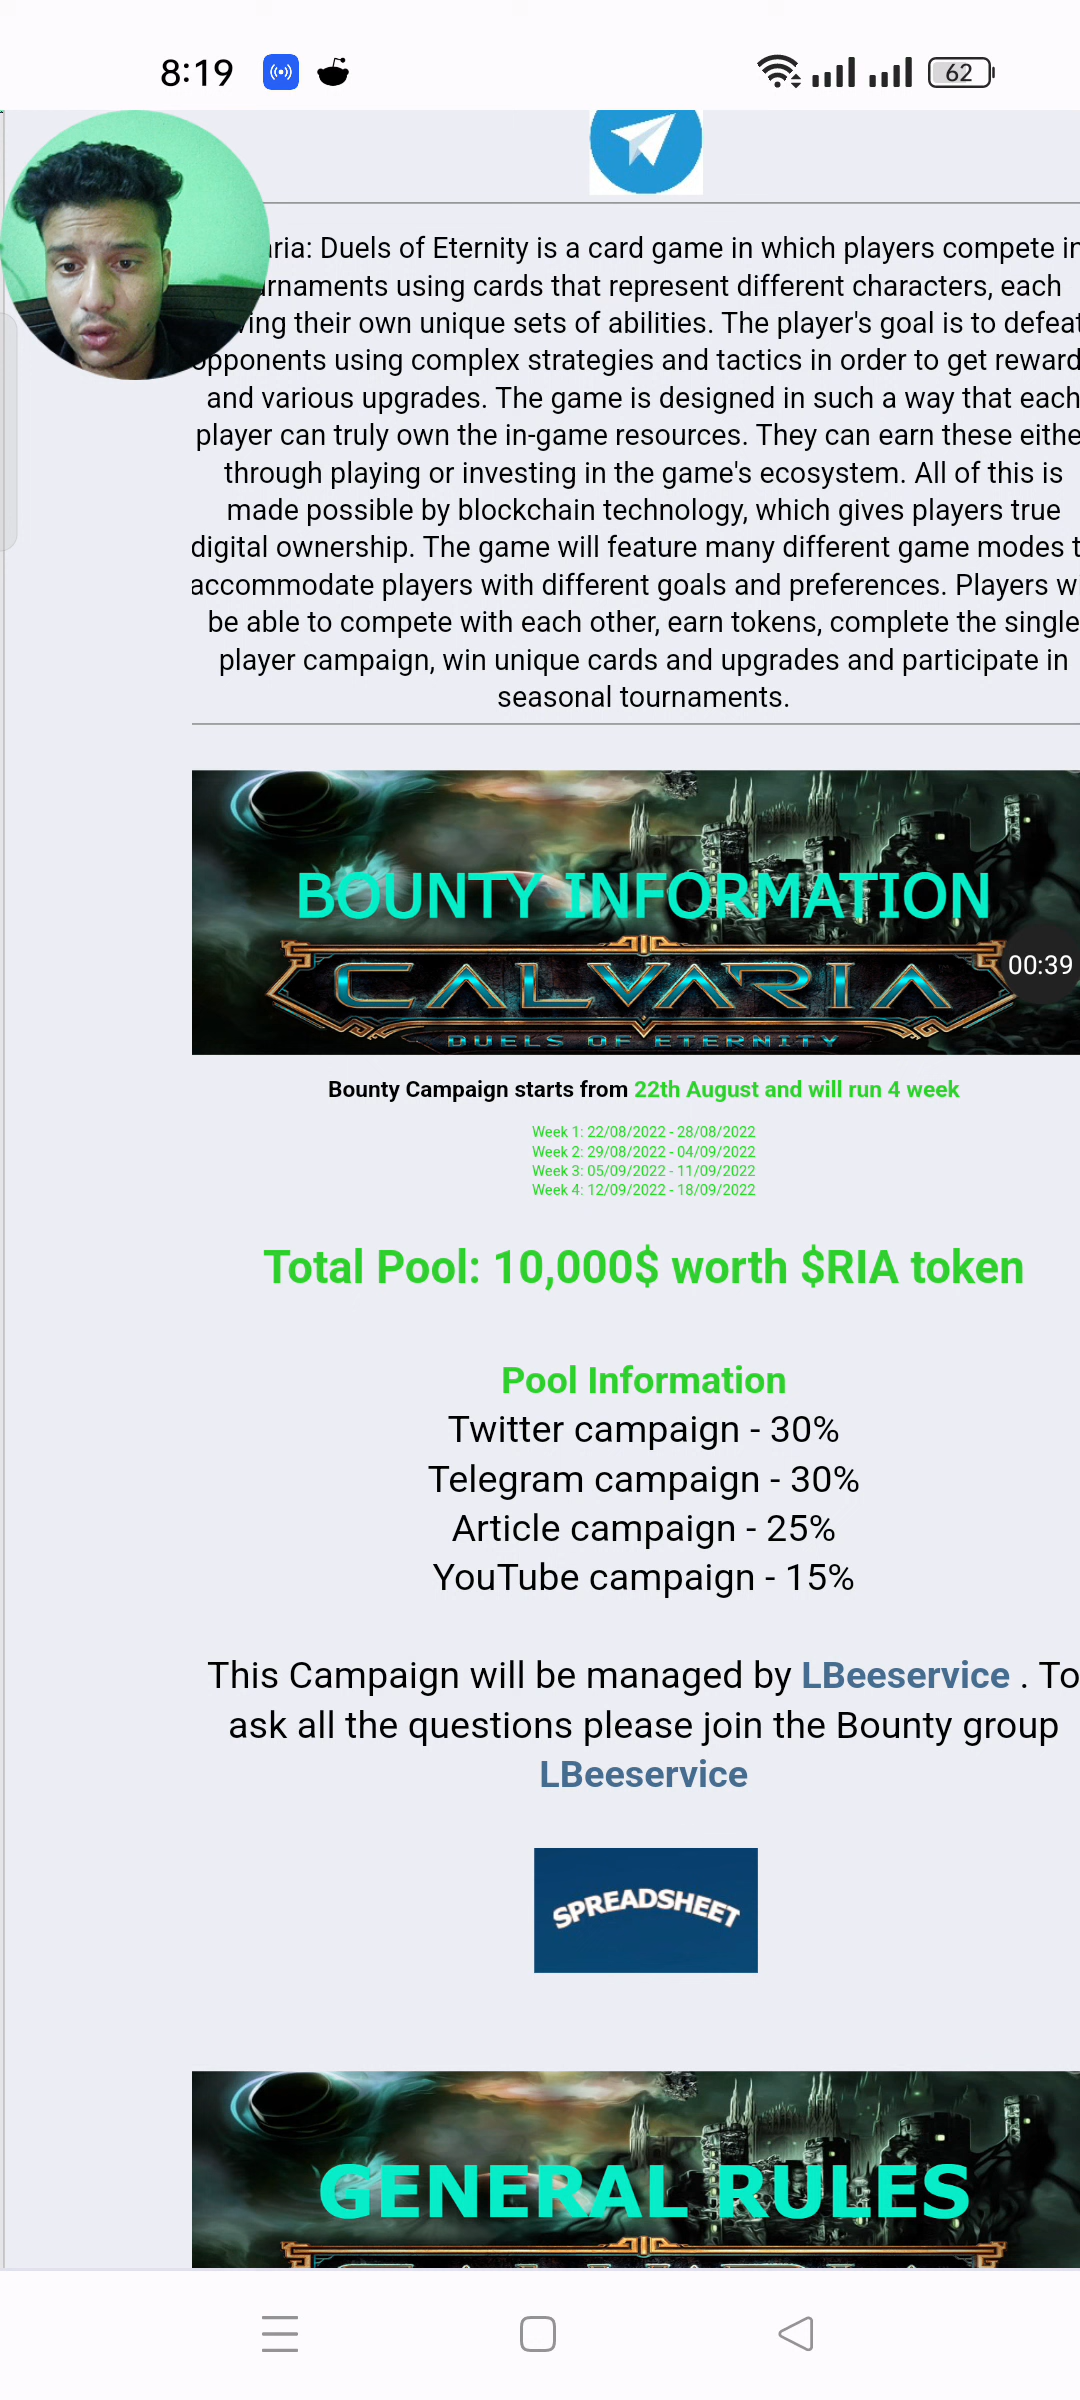 8:19
62
aria: Duels of Eternity is a card game in which players compete in
urnaments using cards that represent different characters, each
ving their own unique sets of abilities. The player's goal is to defeat
opponents using complex strategies and tactics in order to get reward
and various upgrades. The game is designed in such a way that each
player can truly own the in-game resources. They can earn these eithe
through playing or investing in the game's ecosystem. All of this is
made possible by blockchain technology, which gives players true
digital ownership. The game will feature many different game modes t
accommodate players with different goals and preferences. Players w
be able to compete with each other, earn tokens, complete the single
player campaign, win unique cards and upgrades and participate in
seasonal tournaments.
BOUNTY INFORMATION
00:39
CALVARIA
DUELS OF ETERNITY
Bounty Campaign starts from 22th August and will run 4 week
Week 1: 22/08/2022 - 28/08/2022
Week 2: 29/08/2022 - 04/09/2022
Week 3: 05/09/2022 - 11/09/2022
Week 4: 12/09/2022 - 18/09/2022
Total Pool: 10,000$ worth $RIA token
Pool Information
Twitter campaign - 30%
Telegram campaign - 30%
Article campaign - 25%
YouTube campaign - 15%
This Campaign will be managed by LBeeservice . To
ask all the questions please join the Bounty group
LBeeservice
SPREADSHEET
GENERAL RULES